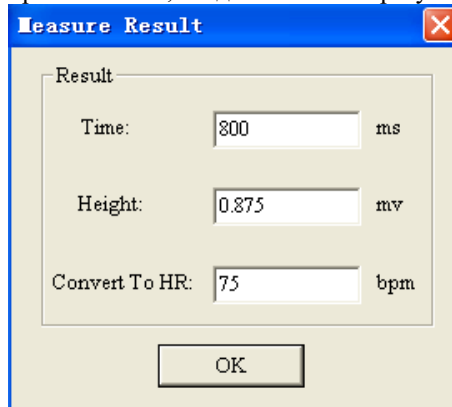 Measure Result
Result
Time: 800 ms
Height: 0.875 mv
Convert To HR: 75 bpm
OK